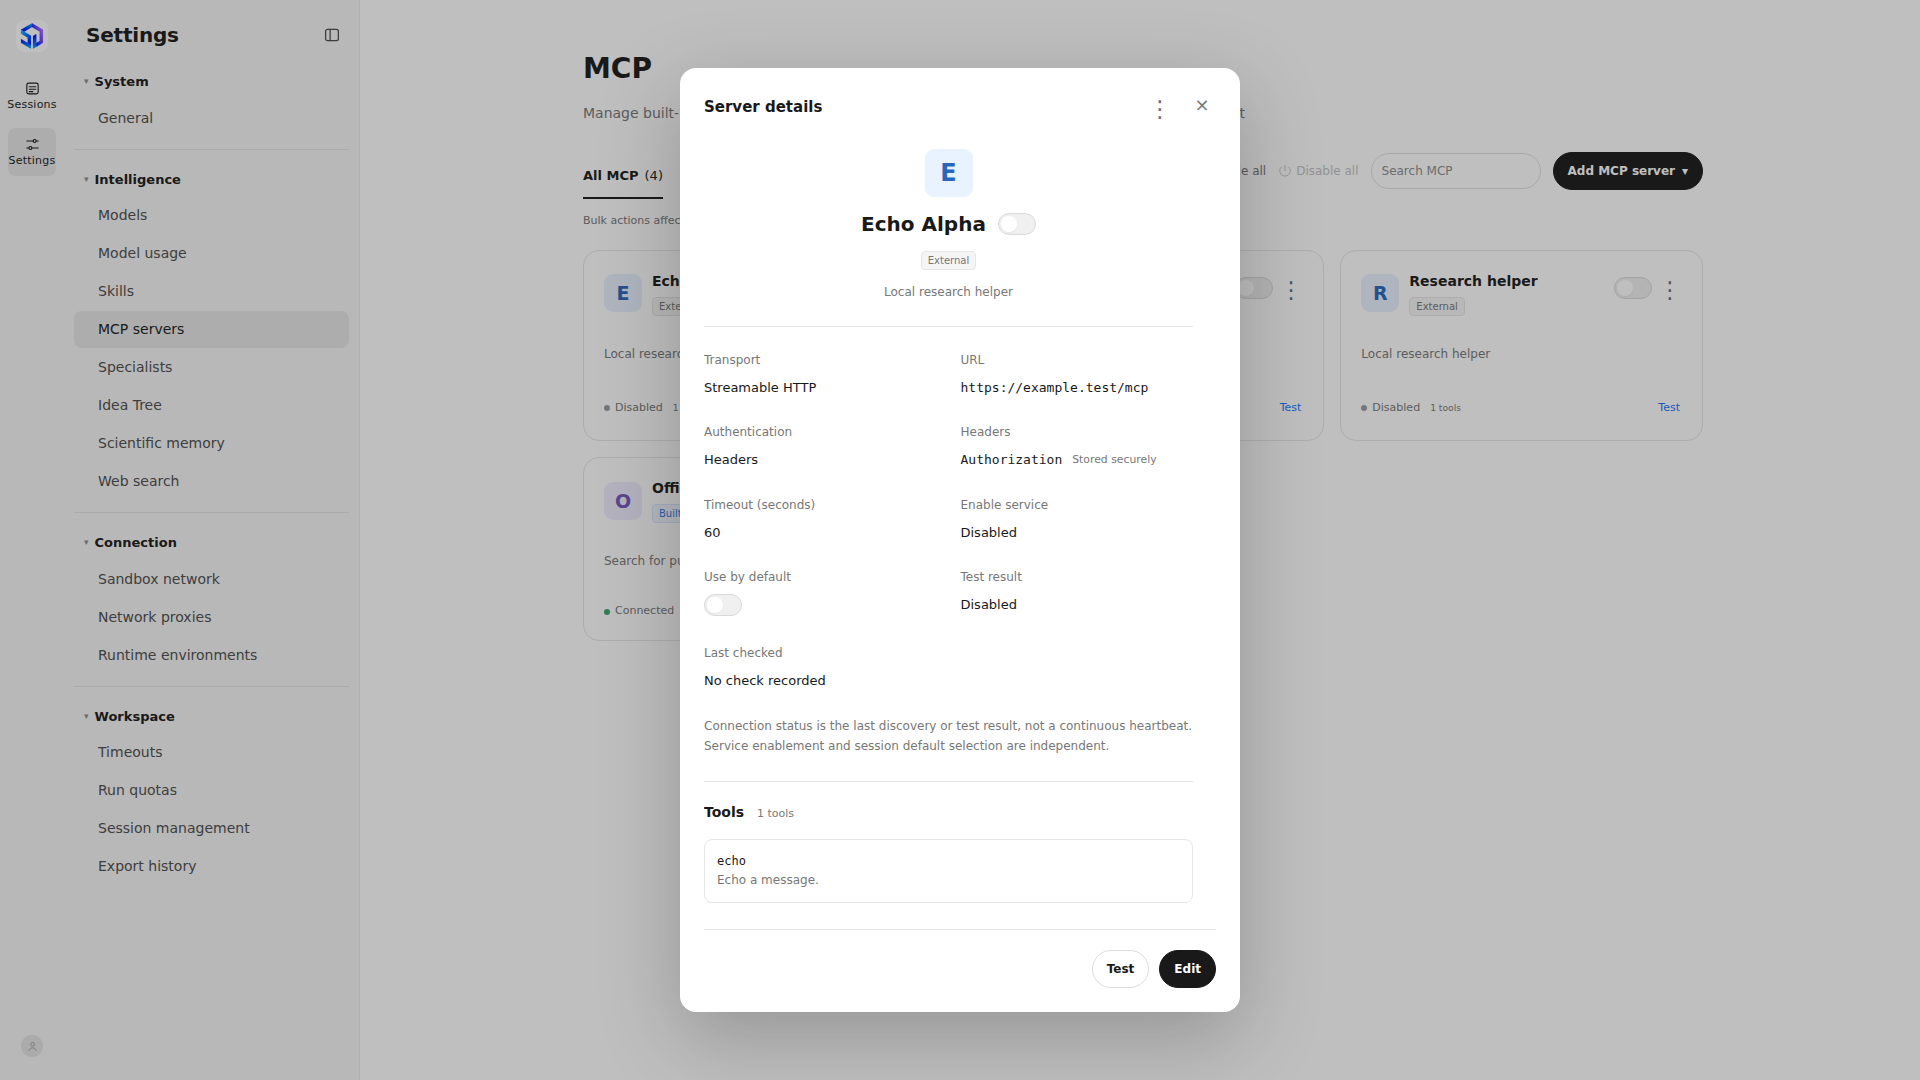 Settings
Sessions
Settings
▾ System
General
▾ Intelligence
Models
Model usage
Skills
MCP servers
Specialists
Idea Tree
Scientific memory
Web search
▾ Connection
Sandbox network
Network proxies
Runtime environments
▾ Workspace
Timeouts
Run quotas
Session management
Export history
MCP
Manage built-
All MCP (4)
e all
Disable all
Search MCP
Add MCP server ▾
Bulk actions affec
E
Ech
Exte
Local researc
Disabled 1
Test
R
Research helper
External
Local research helper
Disabled 1 tools
Test
O
Offi
Built
Search for pu
Connected
Server details
E
Echo Alpha
External
Local research helper
Transport
Streamable HTTP
URL
https://example.test/mcp
Authentication
Headers
Headers
Authorization Stored securely
Timeout (seconds)
60
Enable service
Disabled
Use by default
Test result
Disabled
Last checked
No check recorded
Connection status is the last discovery or test result, not a continuous heartbeat.
Service enablement and session default selection are independent.
Tools 1 tools
echo
Echo a message.
Test
Edit